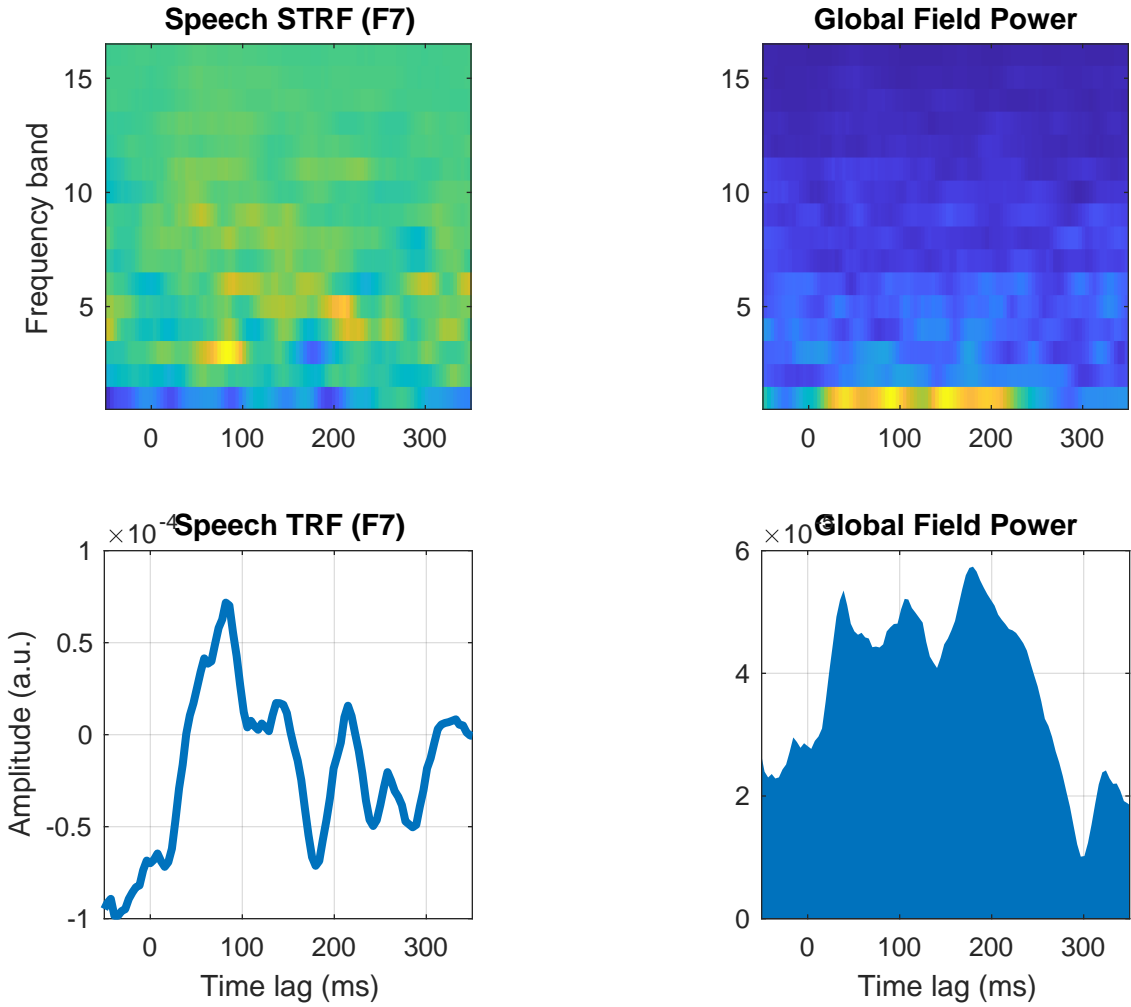 Speech STRF (F7)
Frequency band
15
10
5
0 100 200 300
Global Field Power
15
10
5
0 100 200 300
×10-4
Speech TRF (F7)
Amplitude (a.u.)
1
0.5
0
-0.5
-1
0 100 200 300
Time lag (ms)
×10
Global Field Power
6
4
2
0
0 100 200 300
Time lag (ms)